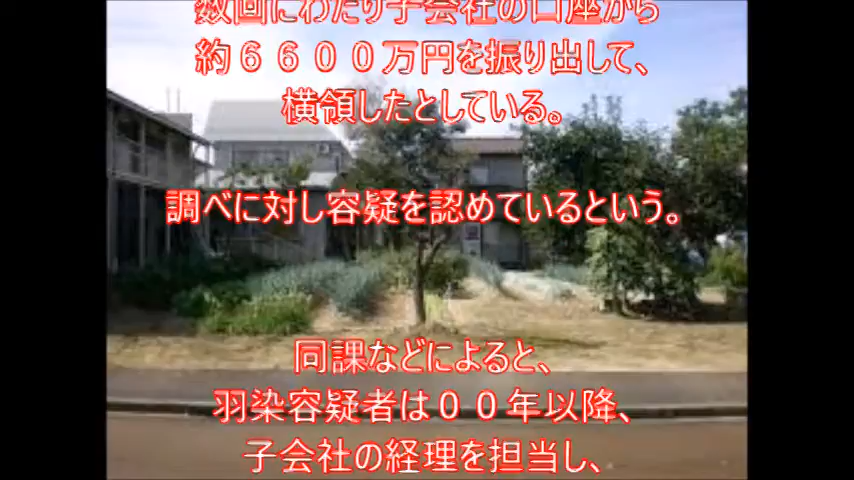 数回にわたり子会社の口座から
約６６００万円を振り出して、
横領したとしている。
調べに対し容疑を認めているという。
同課などによると、
羽染容疑者は００年以降、
子会社の経理を担当し、